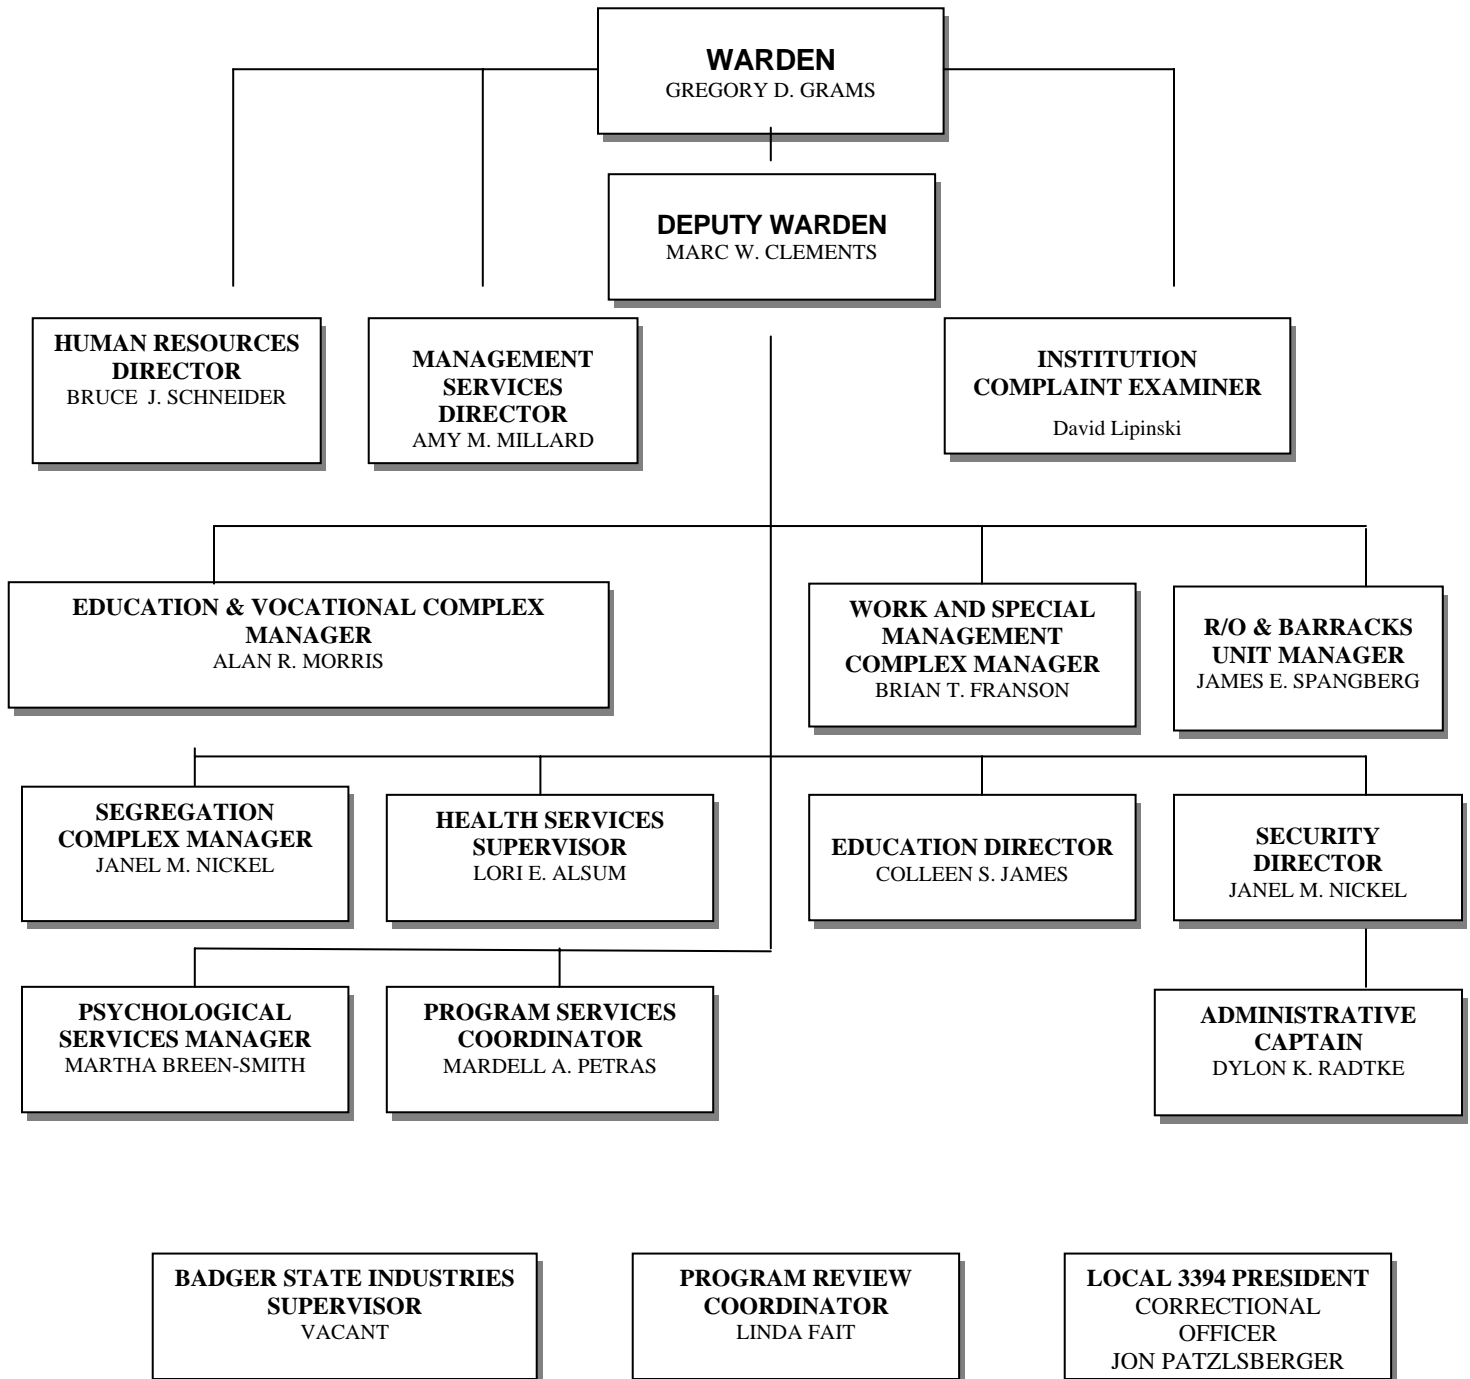 WARDEN
GREGORY D. GRAMS
DEPUTY WARDEN
MARC W. CLEMENTS
HUMAN RESOURCES
DIRECTOR
BRUCE J. SCHNEIDER
MANAGEMENT
SERVICES
DIRECTOR
AMY M. MILLARD
INSTITUTION
COMPLAINT EXAMINER
David Lipinski
EDUCATION & VOCATIONAL COMPLEX
MANAGER
ALAN R. MORRIS
WORK AND SPECIAL
MANAGEMENT
COMPLEX MANAGER
BRIAN T. FRANSON
R/O & BARRACKS
UNIT MANAGER
JAMES E. SPANGBERG
SEGREGATION
COMPLEX MANAGER
JANEL M. NICKEL
HEALTH SERVICES
SUPERVISOR
LORI E. ALSUM
EDUCATION DIRECTOR
COLLEEN S. JAMES
SECURITY
DIRECTOR
JANEL M. NICKEL
PSYCHOLOGICAL
SERVICES MANAGER
MARTHA BREEN-SMITH
PROGRAM SERVICES
COORDINATOR
MARDELL A. PETRAS
ADMINISTRATIVE
CAPTAIN
DYLON K. RADTKE
BADGER STATE INDUSTRIES
SUPERVISOR
VACANT
PROGRAM REVIEW
COORDINATOR
LINDA FAIT
LOCAL 3394 PRESIDENT
CORRECTIONAL
OFFICER
JON PATZLSBERGER